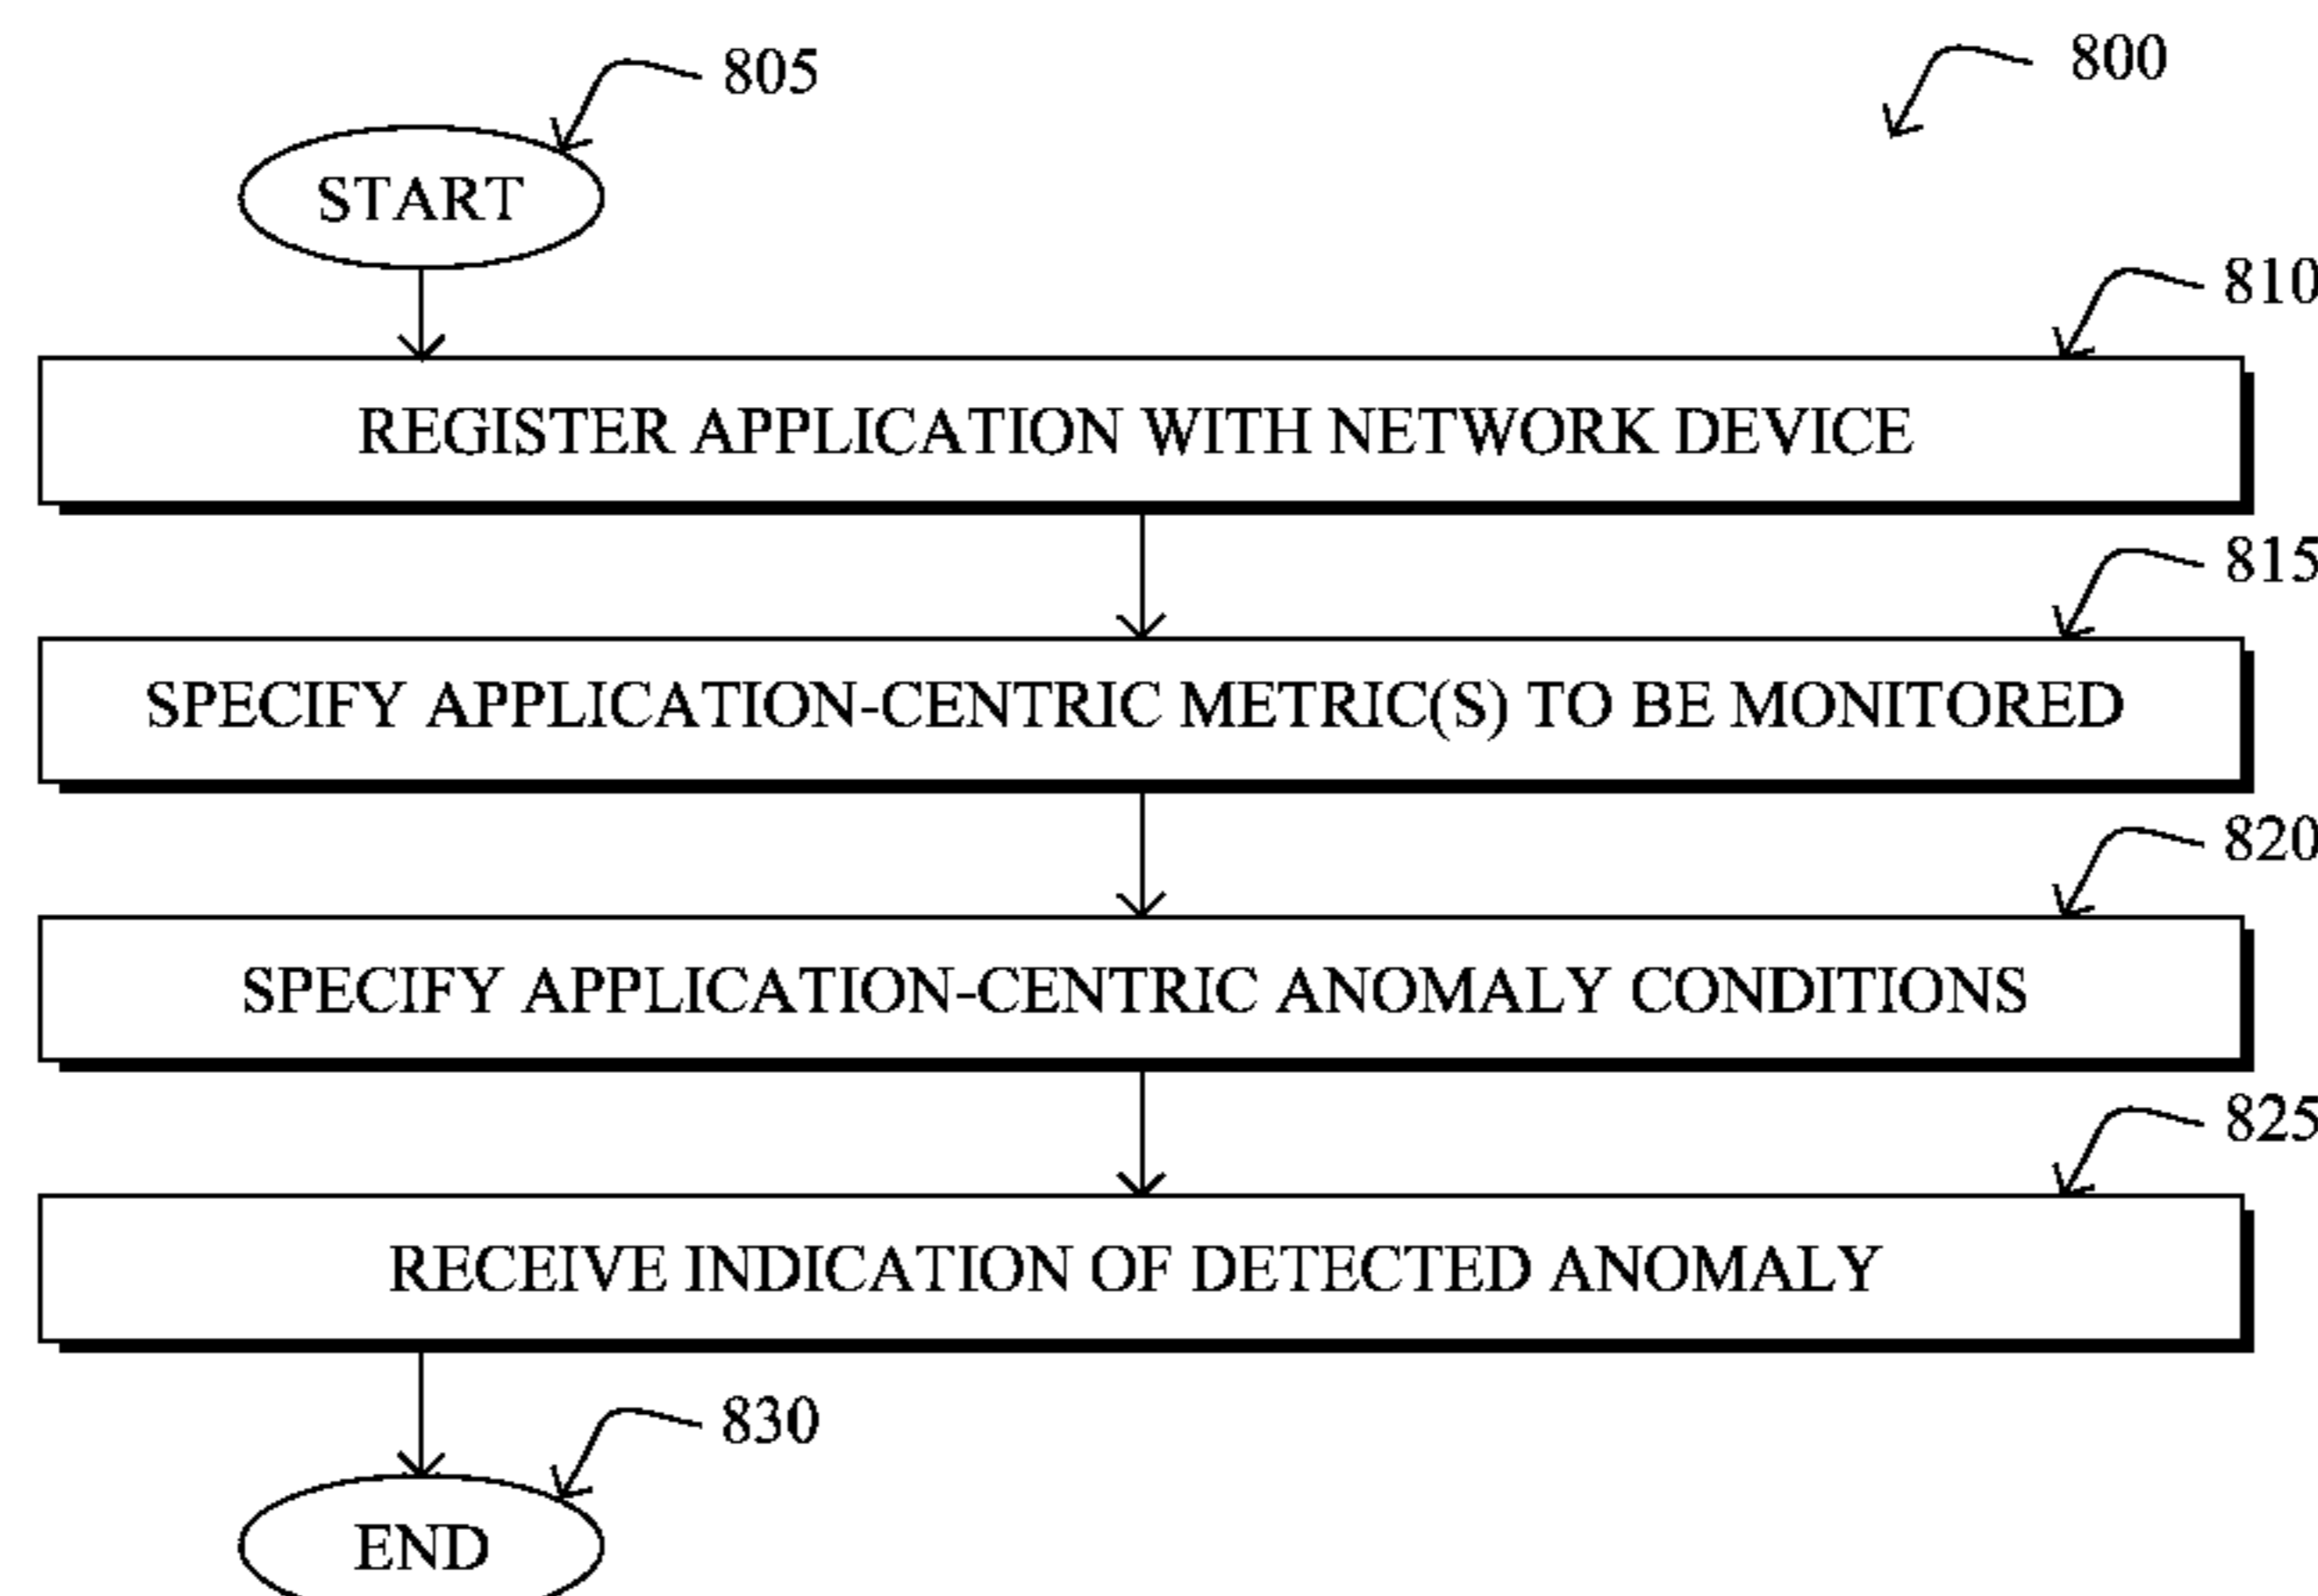 805
800
START
810
REGISTER APPLICATION WITH NETWORK DEVICE
815
SPECIFY APPLICATION-CENTRIC METRIC(S) TO BE MONITORED
820
SPECIFY APPLICATION-CENTRIC ANOMALY CONDITIONS
825
RECEIVE INDICATION OF DETECTED ANOMALY
830
END